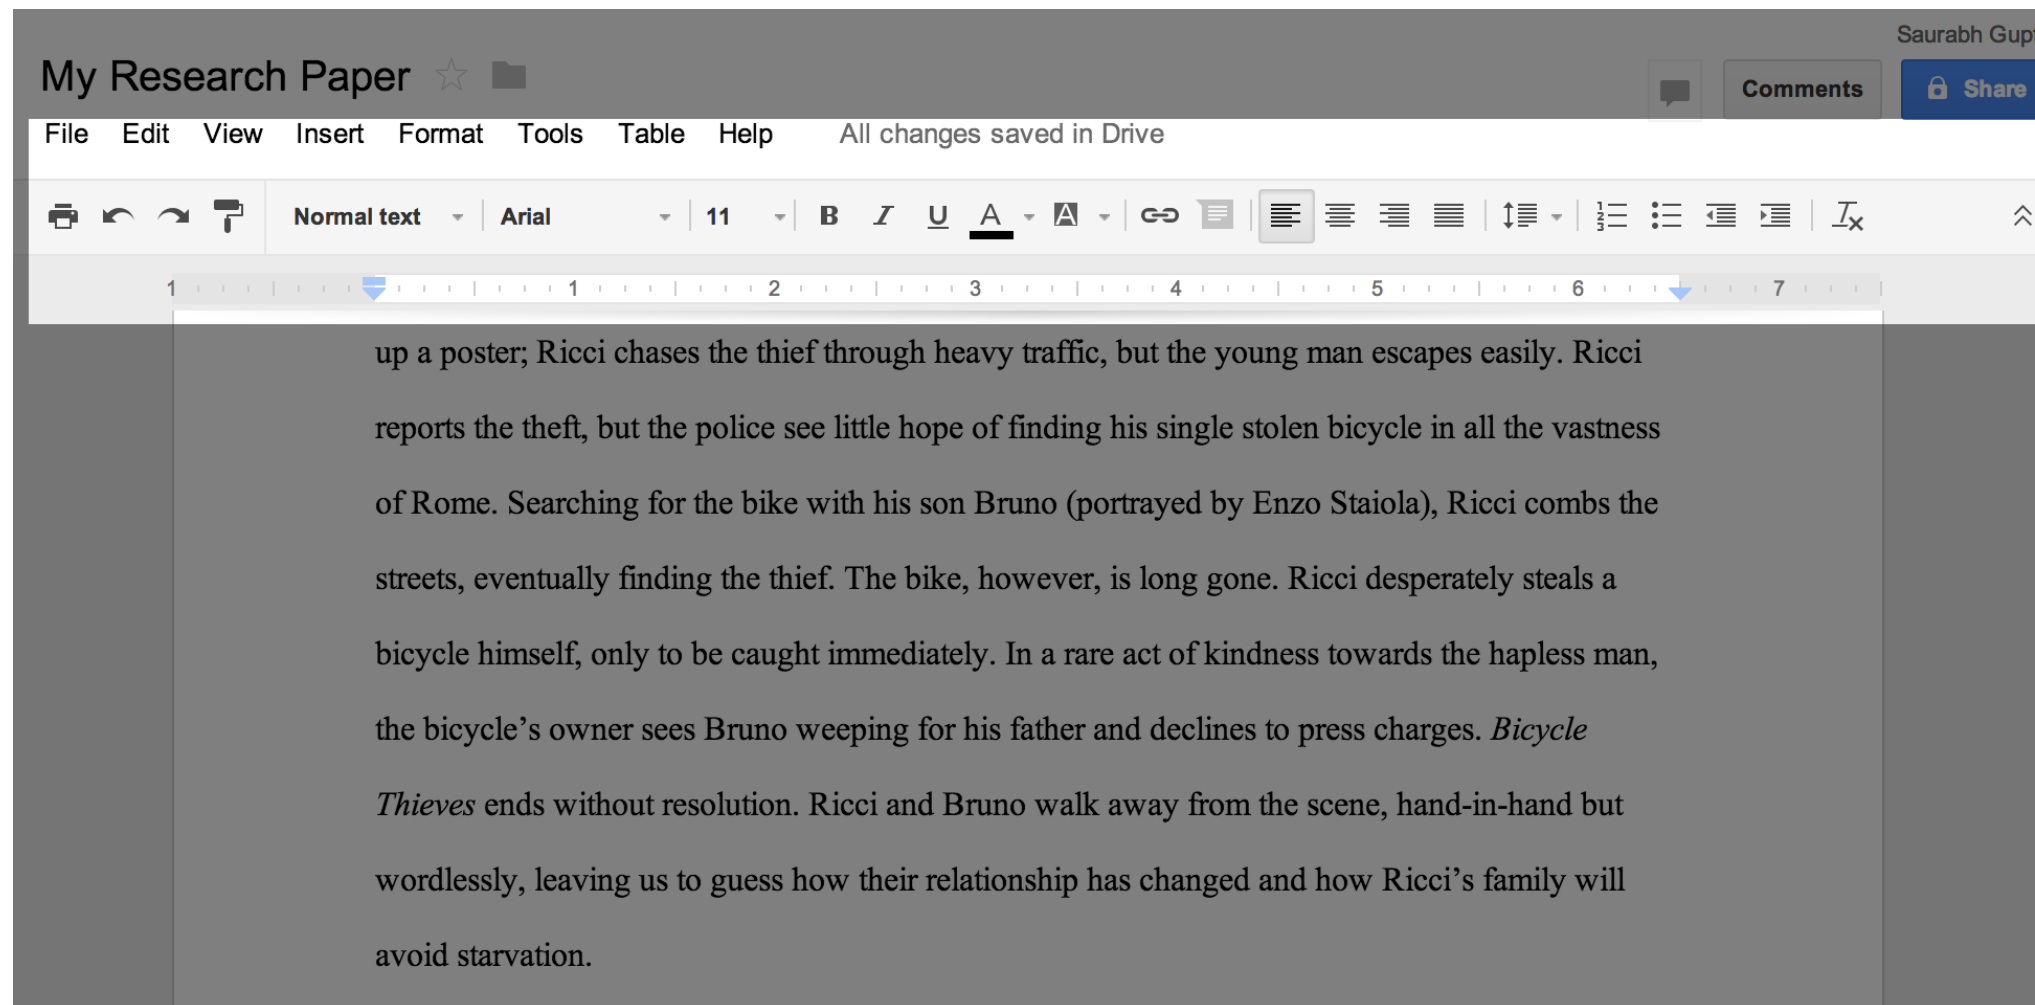 Saurabh
My Research Paper
Comments
Share
File Edit View Insert Format Tools Table Help All changes saved in Drive
Normal text Arial 11 B I U A A
1 1 2 3 4 5 6 7
up a poster; Ricci chases the thief through heavy traffic, but the young man escapes easily. Ricci
reports the theft, but the police see little hope of finding his single stolen bicycle in all the vastness
of Rome. Searching for the bike with his son Bruno (portrayed by Enzo Staiola), Ricci combs the
streets, eventually finding the thief. The bike, however, is long gone. Ricci desperately steals a
bicycle himself, only to be caught immediately. In a rare act of kindness towards the hapless man,
the bicycle’s owner sees Bruno weeping for his father and declines to press charges. Bicycle
Thieves ends without resolution. Ricci and Bruno walk away from the scene, hand-in-hand but
wordlessly, leaving us to guess how their relationship has changed and how Ricci’s family will
avoid starvation.